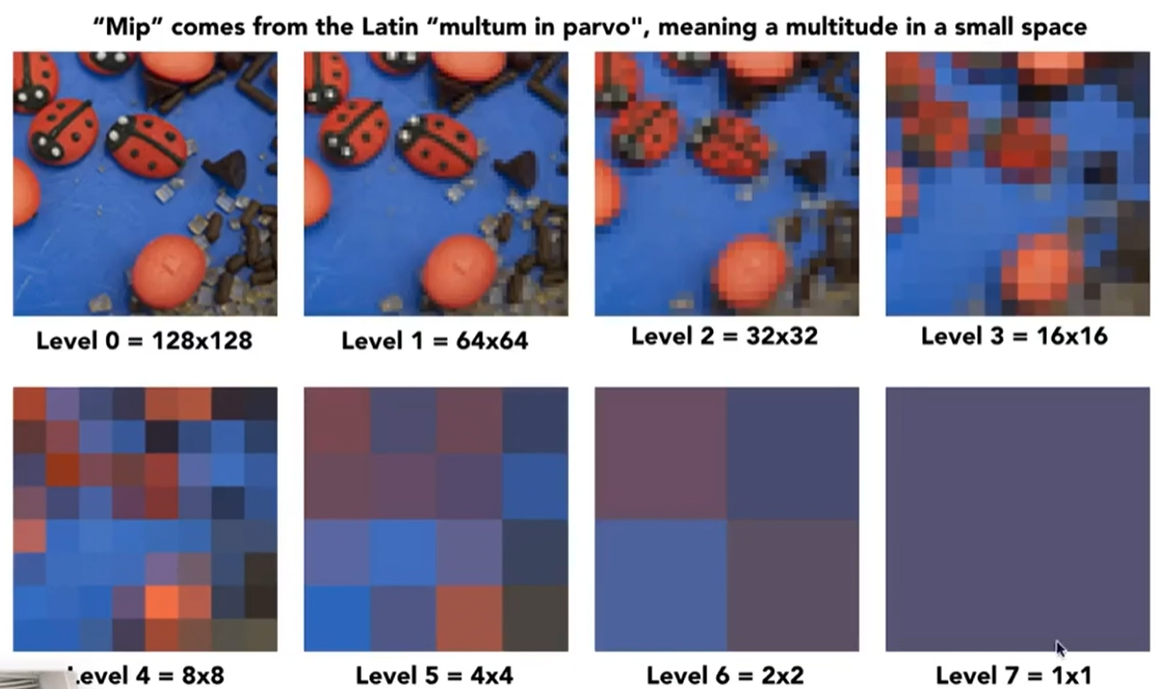 “Mip” comes from the Latin “multum in parvo", meaning a multitude in a small space
Level 0 = 128x128
Level 1 = 64x64
Level 2 = 32x32
Level 3 = 16x16
Level 4 = 8x8
Level 5 = 4x4
Level 6 = 2x2
Level 7 = 1x1